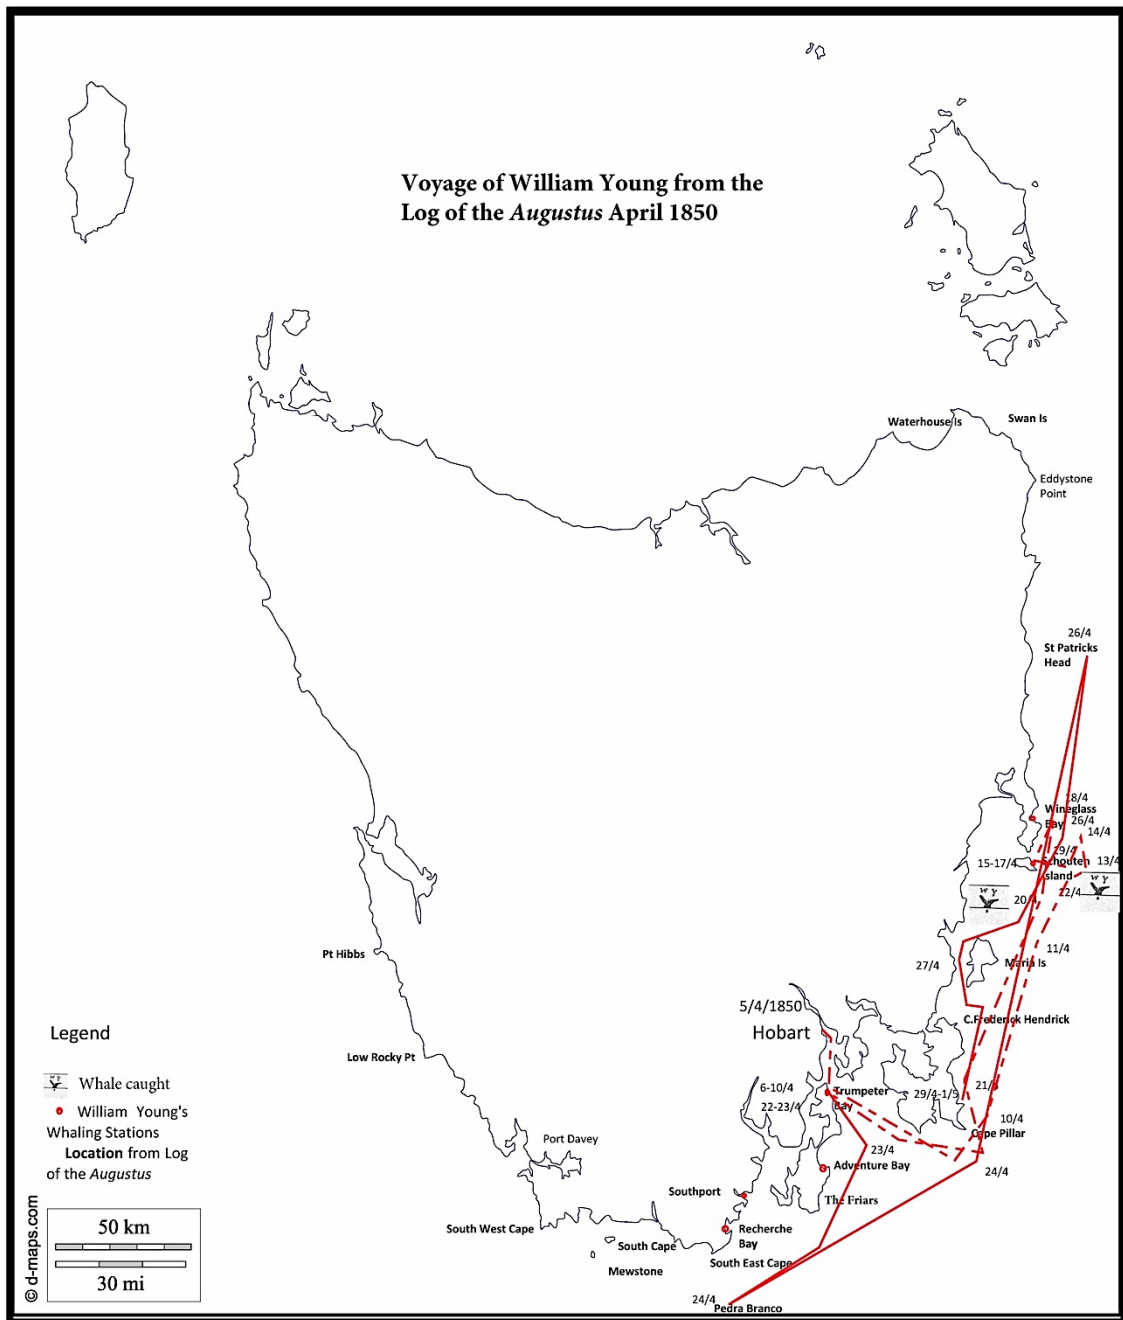 Voyage of William Young from the
Log of the Augustus April 1850
Waterhouse Is
Swan Is
Eddystone
Point
26/4
St Patricks
Head
18/4
Wineglass
Bay
26/4
14/4
19/4
15-17/4
Schouten
Island
13/4
W Y
W Y
20/4
22/4
11/4
27/4
Maria Is
Pt Hibbs
5/4/1850
Hobart
C.Frederick Hendrick
Legend
W Y
Whale caught
William Young's
Whaling Stations
Location from Log
of the Augustus
Low Rocky Pt
6-10/4
22-23/4
Trumpeter
Bay
29/4-1/5
10/4
Cape Pillar
Port Davey
23/4
24/4
Adventure Bay
Southport
The Friars
South West Cape
Recherche
Bay
South Cape
South East Cape
Mewstone
24/4
Pedra Branco
50 km
30 mi
© d-maps.com